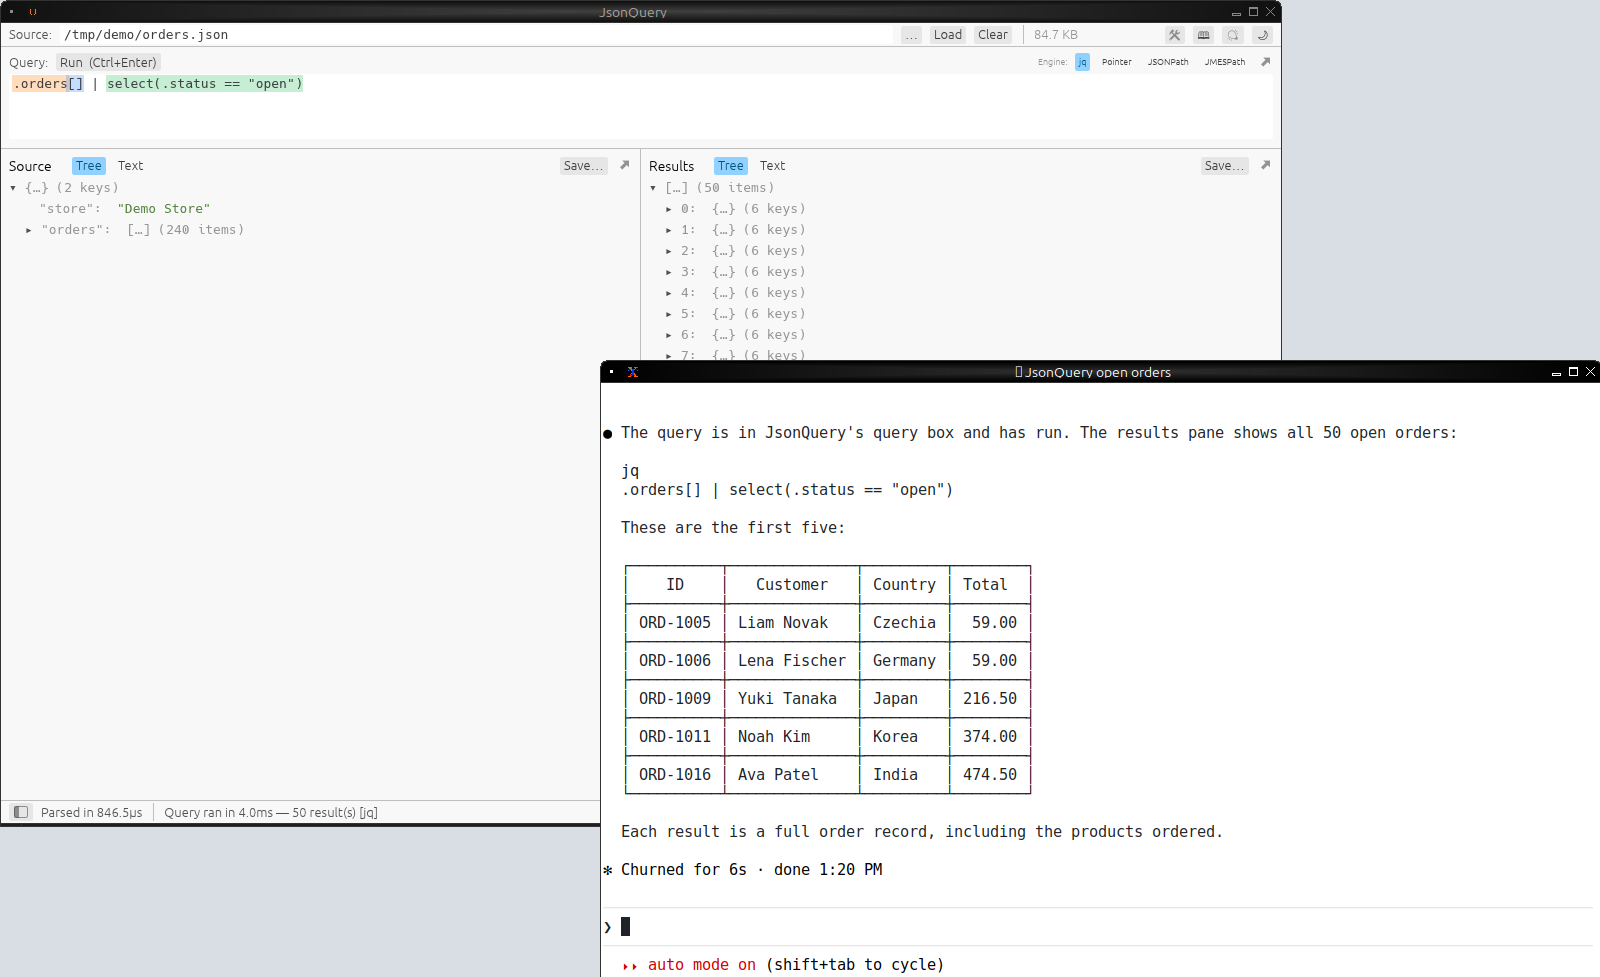 JsonQuery
Source: /tmp/demo/orders.json ... Load Clear 84.7 KB
Query: Run (Ctrl+Enter) Engine: jq Pointer JSONPath JMESPath
.orders[] | select(.status == "open")
Source Tree Text Save...
▾ {…} (2 keys)
"store": "Demo Store"
▸ "orders": […] (240 items)
Results Tree Text Save...
▾ […] (50 items)
▸ 0: {…} (6 keys)
▸ 1: {…} (6 keys)
▸ 2: {…} (6 keys)
▸ 3: {…} (6 keys)
▸ 4: {…} (6 keys)
▸ 5: {…} (6 keys)
▸ 6: {…} (6 keys)
▸ 7: {…} (6 keys)
Parsed in 846.5µs Query ran in 4.0ms — 50 result(s) [jq]
JsonQuery open orders
● The query is in JsonQuery's query box and has run. The results pane shows all 50 open orders:
jq
.orders[] | select(.status == "open")
These are the first five:
ID Customer Country Total
ORD-1005 Liam Novak Czechia 59.00
ORD-1006 Lena Fischer Germany 59.00
ORD-1009 Yuki Tanaka Japan 216.50
ORD-1011 Noah Kim Korea 374.00
ORD-1016 Ava Patel India 474.50
Each result is a full order record, including the products ordered.
✻ Churned for 6s · done 1:20 PM
❯
⏵⏵ auto mode on (shift+tab to cycle)